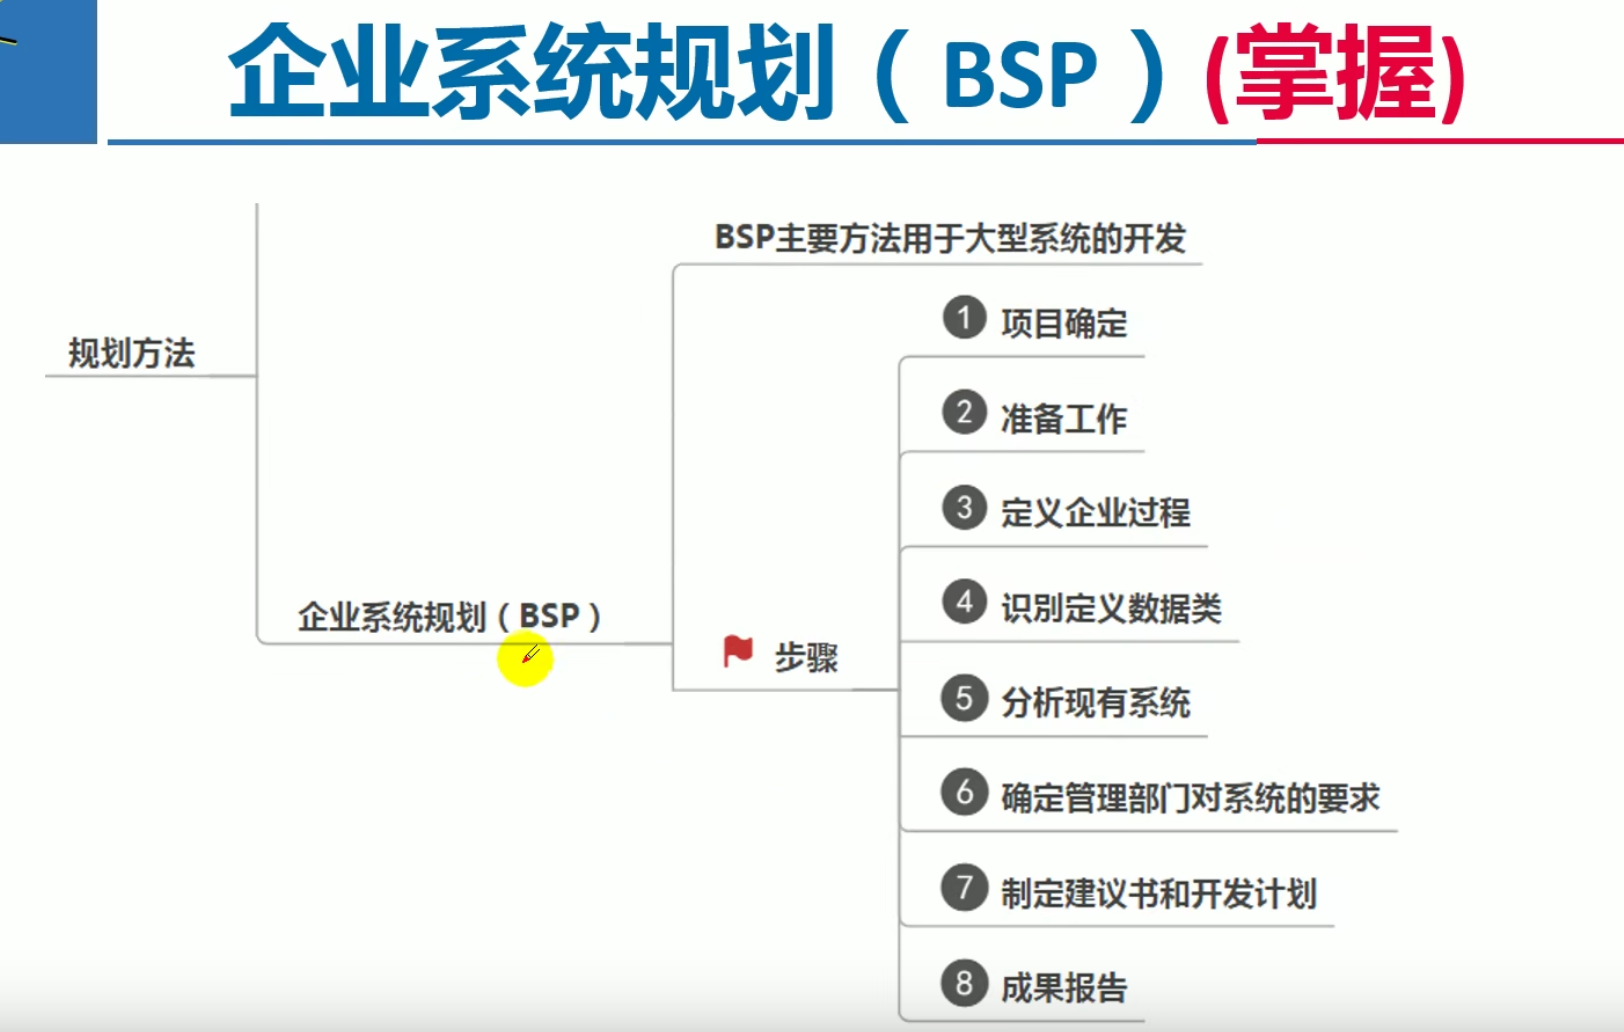 企业系统规划（BSP）(掌握)
BSP主要方法用于大型系统的开发
1 项目确定
规划方法
2 准备工作
3 定义企业过程
企业系统规划（BSP）
4 识别定义数据类
步骤
5 分析现有系统
6 确定管理部门对系统的要求
7 制定建议书和开发计划
8 成果报告